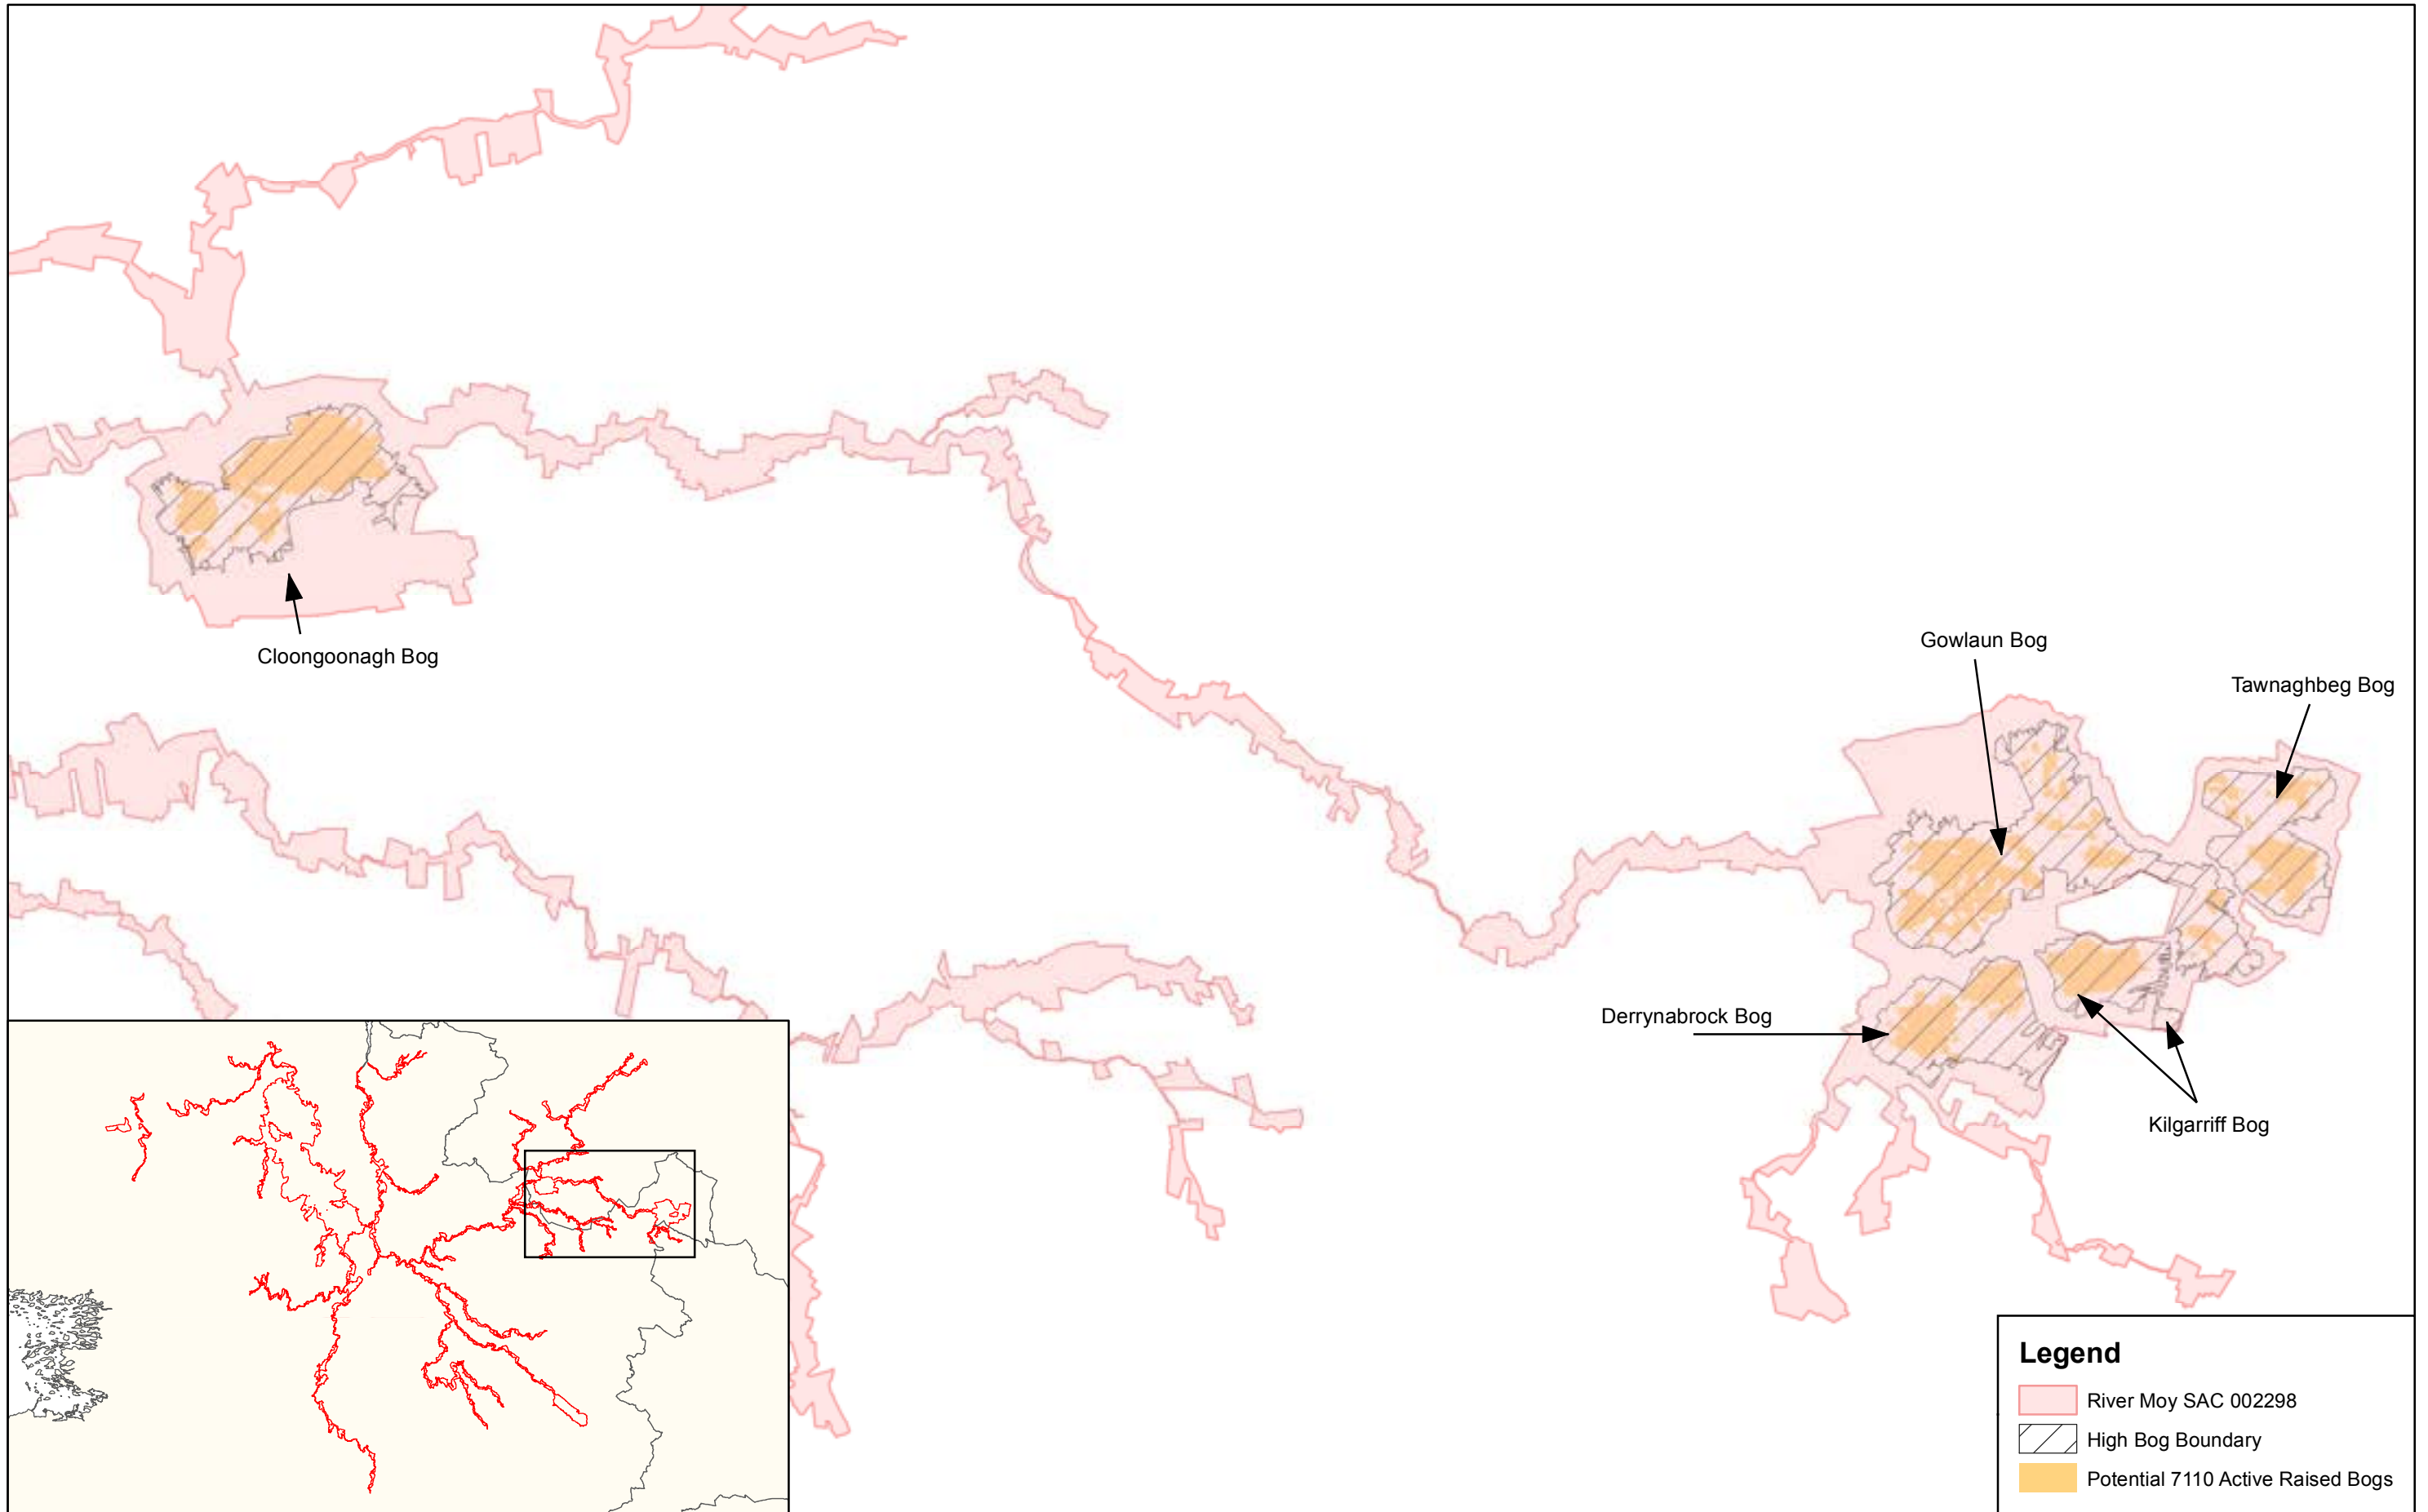 Cloongoonagh Bog
Gowlaun Bog
Tawnaghbeg Bog
Derrynabrock Bog
Kilgarriff Bog
Legend
River Moy SAC 002298
High Bog Boundary
Potential 7110 Active Raised Bogs